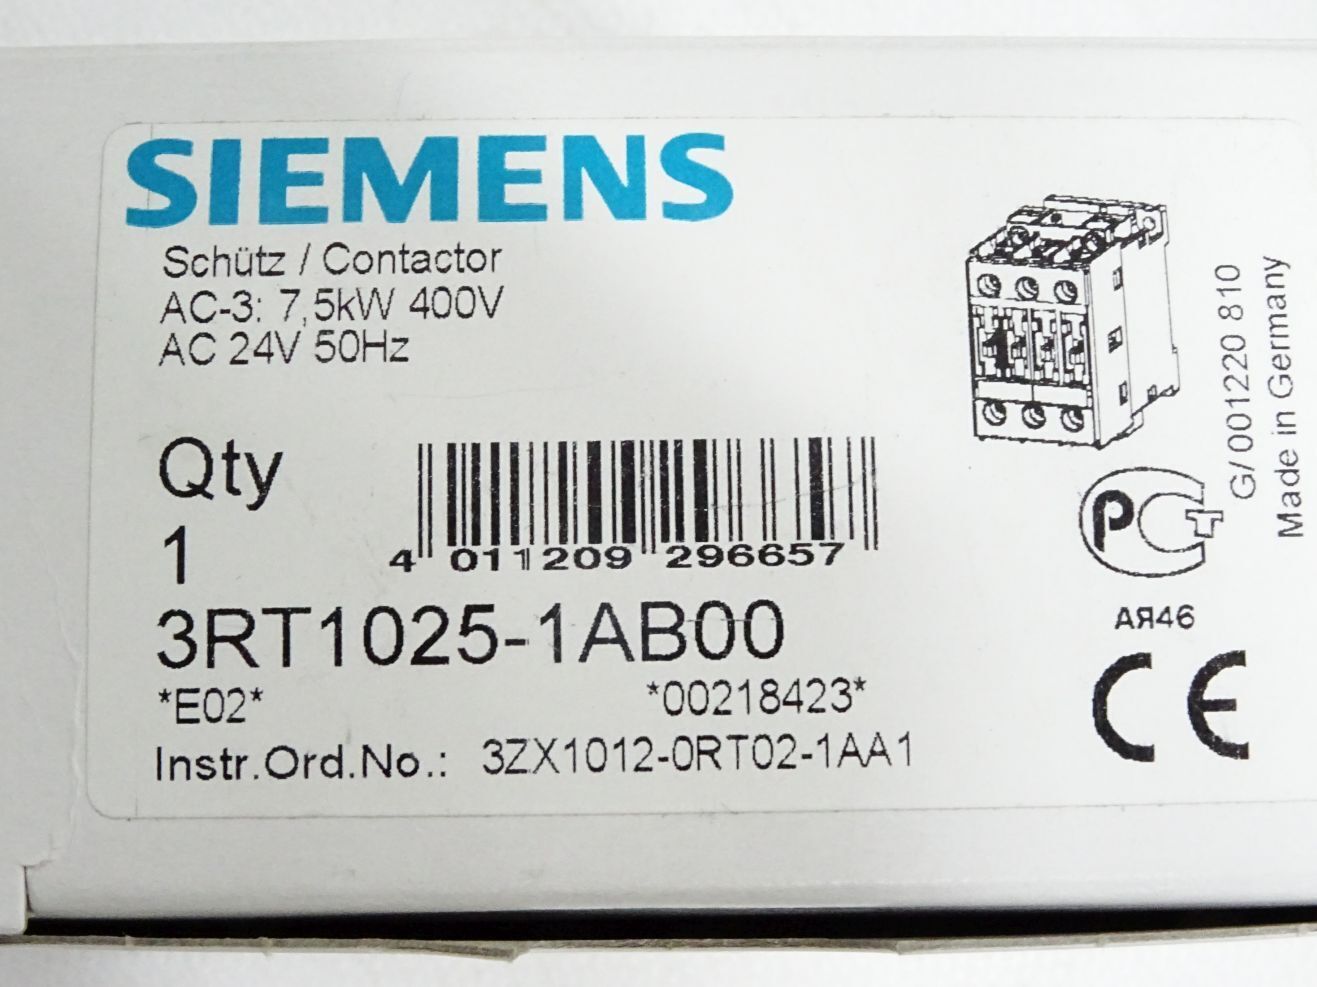 SIEMENS
Schütz / Contactor
AC-3: 7,5kW 400V
AC 24V 50Hz
Qty
1
4 011209 296657
3RT1025-1AB00
*E02* *00218423*
Instr.Ord.No.: 3ZX1012-0RT02-1AA1
G/001220 810
Made in Germany
PC
АЯ46
CE